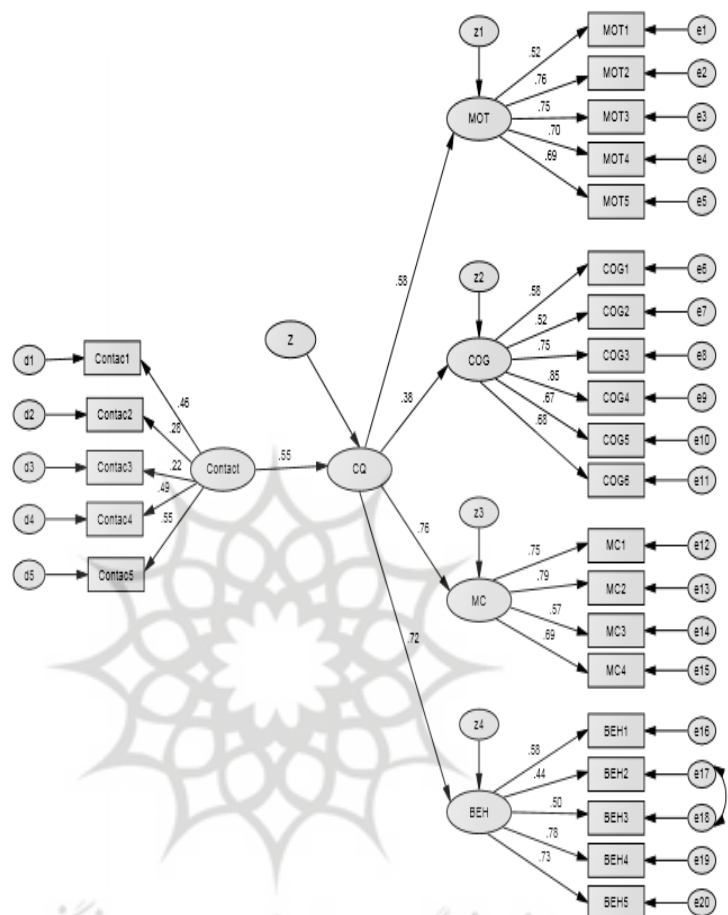 z1
MOT
.52
.76
.75
.70
.69
MOT1
MOT2
MOT3
MOT4
MOT5
e1
e2
e3
e4
e5
.58
z2
COG
.58
.52
.75
.85
.67
.68
COG1
COG2
COG3
COG4
COG5
COG6
e6
e7
e8
e9
e10
e11
.38
Z
d1
d2
d3
d4
d5
Contac1
Contac2
Contac3
Contac4
Contac5
.46
.28
.22
.49
.55
Contact
.55
CQ
.76
z3
MC
.75
.79
.57
.69
MC1
MC2
MC3
MC4
e12
e13
e14
e15
.72
z4
BEH
.58
.44
.50
.78
.73
BEH1
BEH2
BEH3
BEH4
BEH5
e16
e17
e18
e19
e20